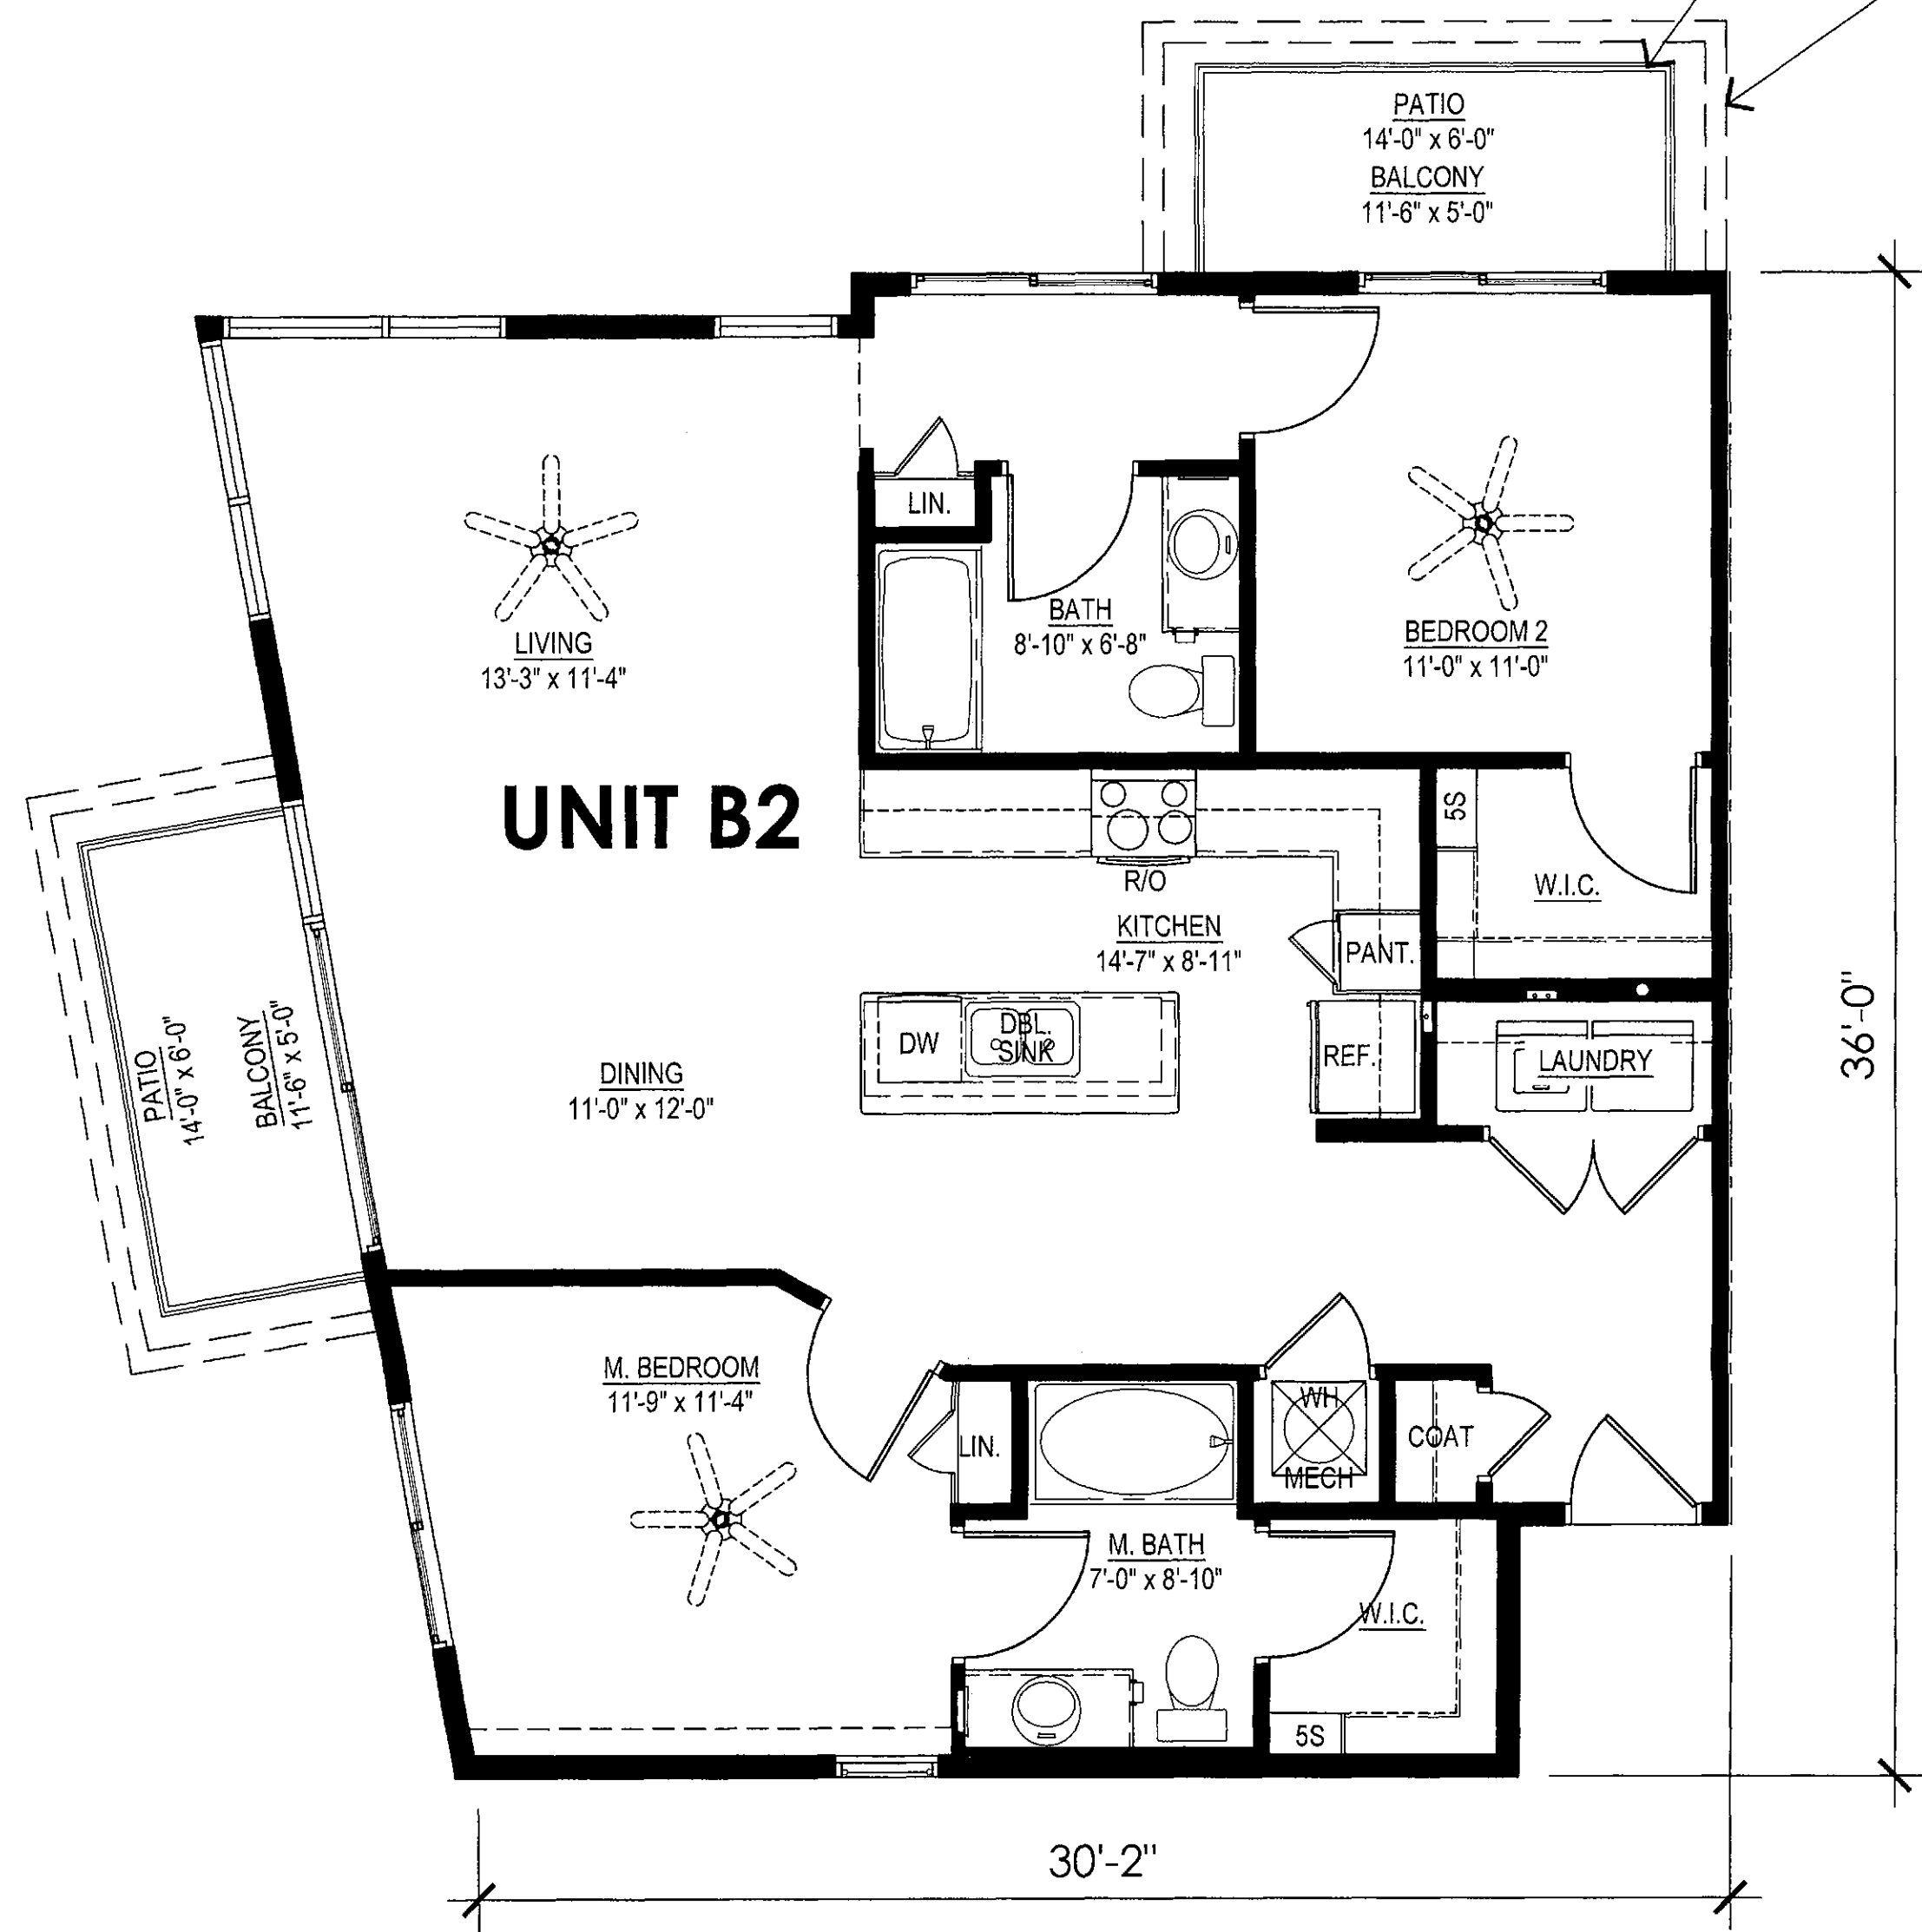 PATIO
14'-0" x 6'-0"
BALCONY
11'-6" x 5'-0"
LIN.
BATH
8'-10" x 6'-8"
LIVING
13'-3" x 11'-4"
BEDROOM 2
11'-0" x 11'-0"
UNIT B2
5S
R/O
W.I.C.
KITCHEN
14'-7" x 8'-11"
PANT.
PATIO
14'-0" x 6'-0"
BALCONY
11'-6" x 5'-0"
DW
DBL.
SINK
REF.
LAUNDRY
36'-0"
DINING
11'-0" x 12'-0"
M. BEDROOM
11'-9" x 11'-4"
LIN.
WH
MECH
COAT
M. BATH
7'-0" x 8'-10"
W.I.C.
5S
30'-2"